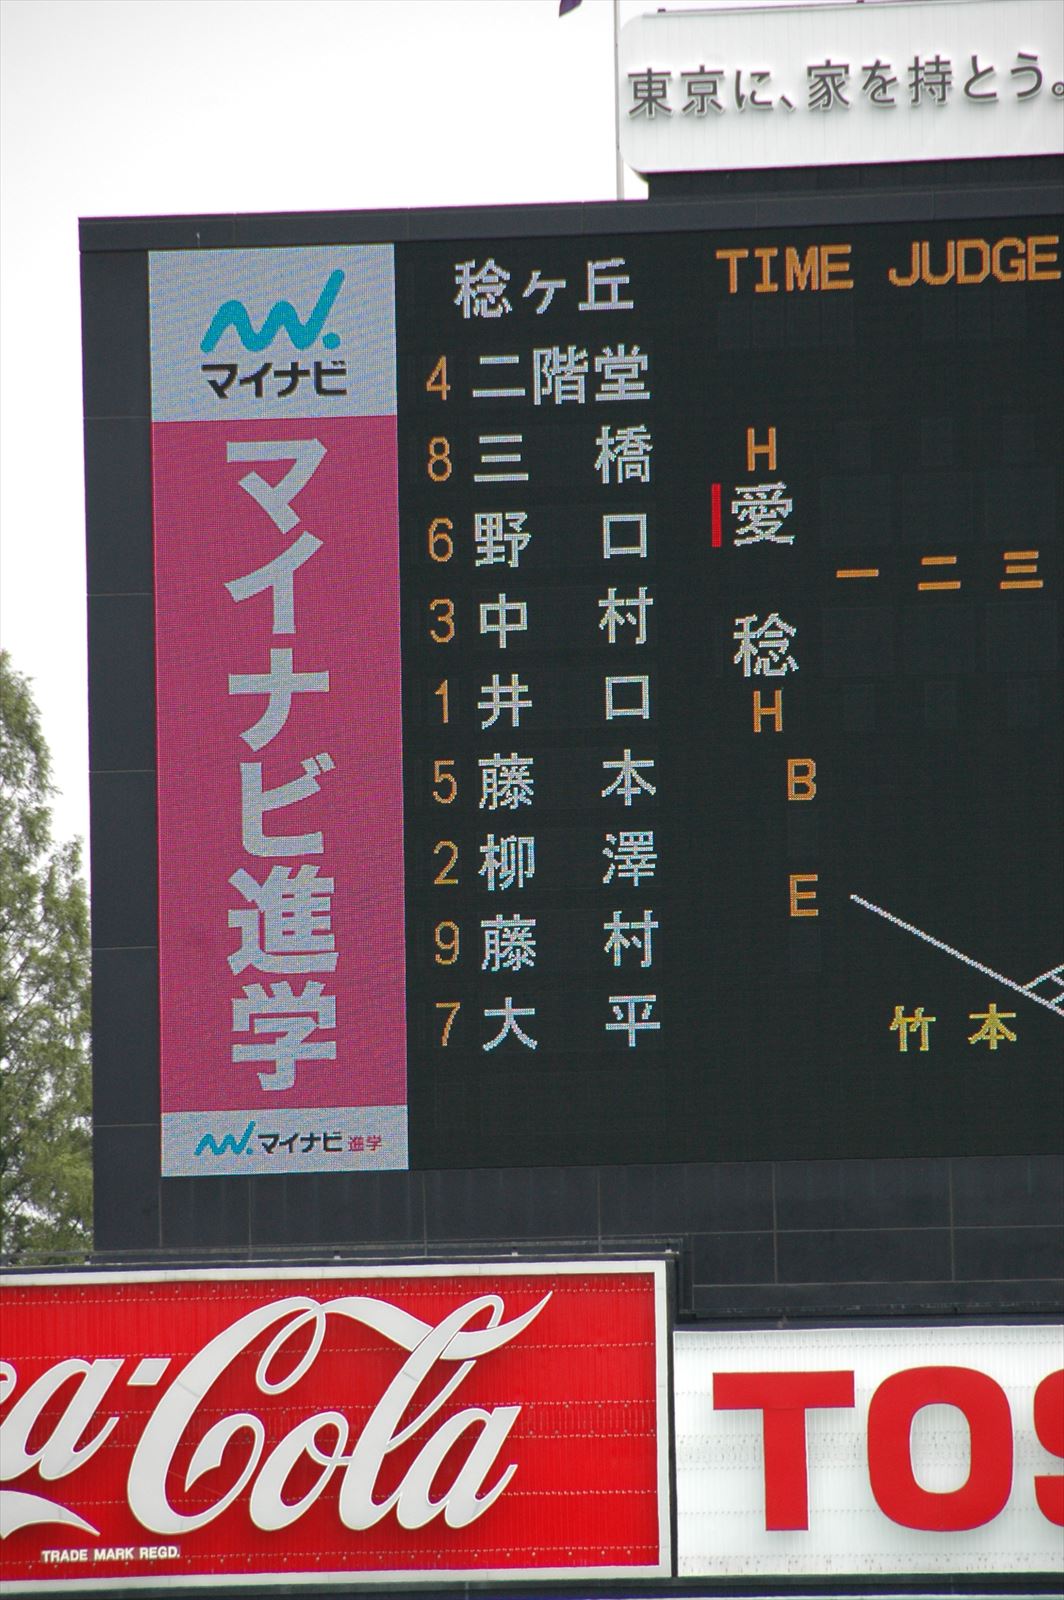 東京に、家を持とう。
マイナビ
マイナビ進学
マイナビ進学
稔ヶ丘
4 二階堂
8 三橋
6 野口
3 中村
1 井口
5 藤本
2 柳澤
9 藤村
7 大平
TIME JUDGE
H
愛
一 二 三
稔
H
B
E
竹本
Cola
TRADE MARK REGD.
TOS